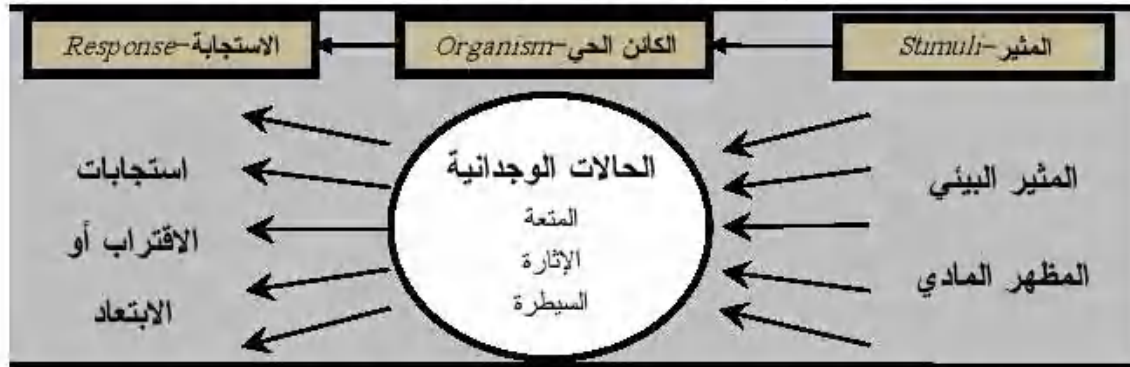 المثير-Stimuli
الكائن الحي-Organism
الاستجابة-Response
المثير البيئي
المظهر المادي
الحالات الوجدانية
المتعة
الإثارة
السيطرة
استجابات
الاقتراب أو
الابتعاد